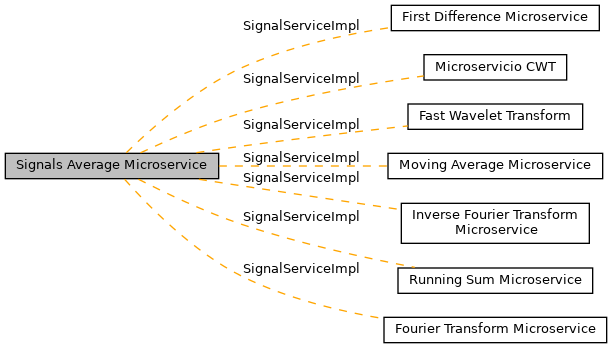 SignalServiceImpl
First Difference Microservice
SignalServiceImpl
Microservicio CWT
SignalServiceImpl
Fast Wavelet Transform
Signals Average Microservice
SignalServiceImpl
Moving Average Microservice
SignalServiceImpl
Inverse Fourier Transform
Microservice
SignalServiceImpl
Running Sum Microservice
SignalServiceImpl
Fourier Transform Microservice